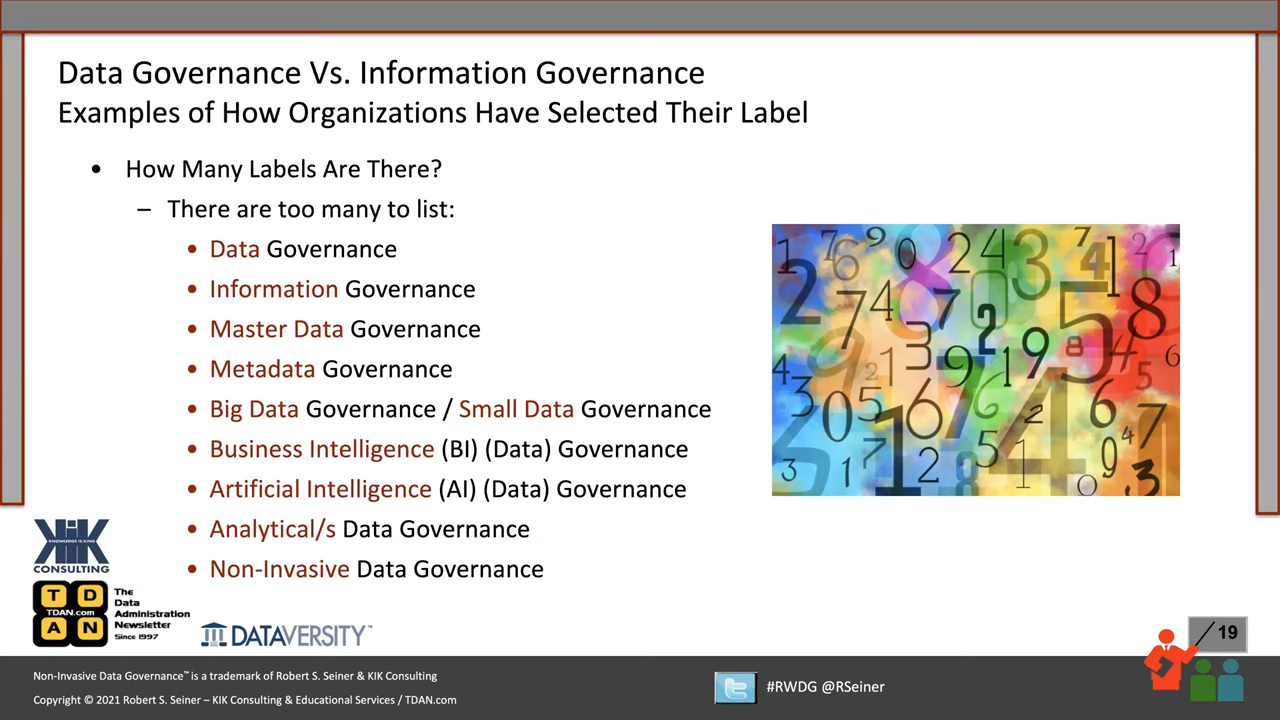 Data Governance Vs. Information Governance
Examples of How Organizations Have Selected Their Label
• How Many Labels Are There?
– There are too many to list:
• Data Governance
• Information Governance
• Master Data Governance
• Metadata Governance
• Big Data Governance / Small Data Governance
• Business Intelligence (BI) (Data) Governance
• Artificial Intelligence (AI) (Data) Governance
• Analytical/s Data Governance
• Non-Invasive Data Governance
KIK
KNOWLEDGE IS KING
CONSULTING
T D
TDAN.com
A N
The
Data
Administration
Newsletter
Since 1997
DATAVERSITY™
19
Non-Invasive Data Governance™ is a trademark of Robert S. Seiner & KIK Consulting
Copyright © 2021 Robert S. Seiner – KIK Consulting & Educational Services / TDAN.com
#RWDG @RSeiner